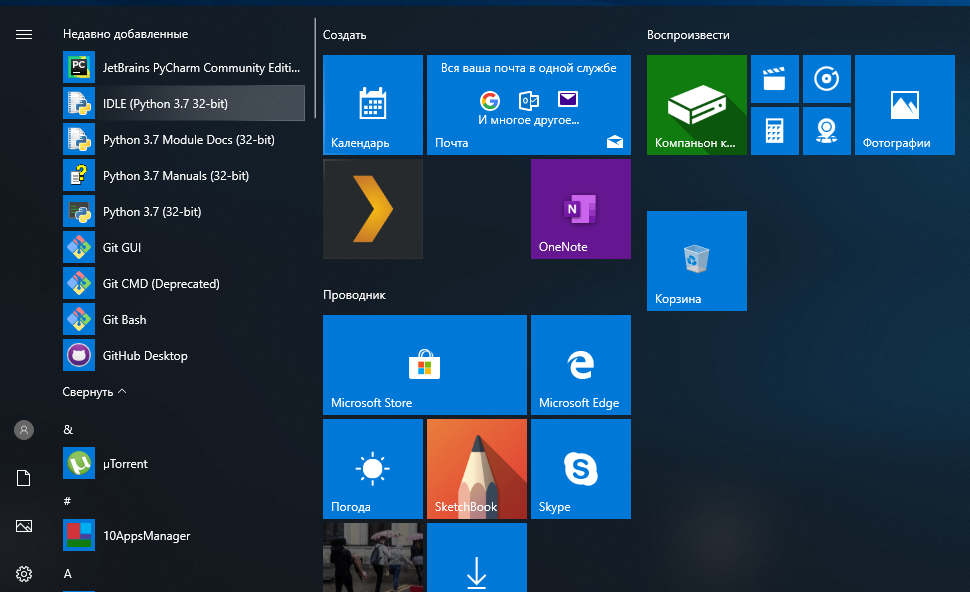 Недавно добавленные
JetBrains PyCharm Community Editi...
IDLE (Python 3.7 32-bit)
Python 3.7 Module Docs (32-bit)
Python 3.7 Manuals (32-bit)
Python 3.7 (32-bit)
Git GUI
Git CMD (Deprecated)
Git Bash
GitHub Desktop
Свернуть
&
µTorrent
#
10AppsManager
A
Создать
Календарь
Вся ваша почта в одной службе
И многое другое...
Почта
OneNote
Проводник
Microsoft Store
Microsoft Edge
Погода
SketchBook
Skype
Воспроизвести
Компаньон к...
Фотографии
Корзина